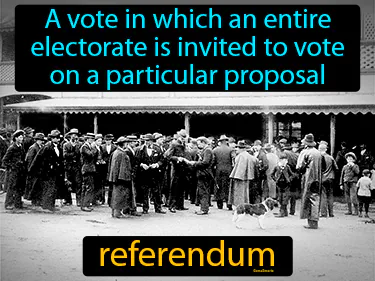 A vote in which an entire
electorate is invited to vote
on a particular proposal
referendum